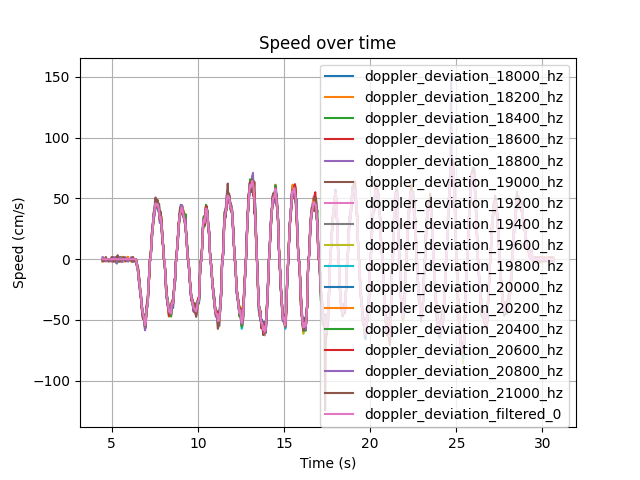 Speed over time
150
100
50
0
−50
−100
Speed (cm/s)
doppler_deviation_18000_hz
doppler_deviation_18200_hz
doppler_deviation_18400_hz
doppler_deviation_18600_hz
doppler_deviation_18800_hz
doppler_deviation_19000_hz
doppler_deviation_19200_hz
doppler_deviation_19400_hz
doppler_deviation_19600_hz
doppler_deviation_19800_hz
doppler_deviation_20000_hz
doppler_deviation_20200_hz
doppler_deviation_20400_hz
doppler_deviation_20600_hz
doppler_deviation_20800_hz
doppler_deviation_21000_hz
doppler_deviation_filtered_0
5 10 15 20 25 30
Time (s)